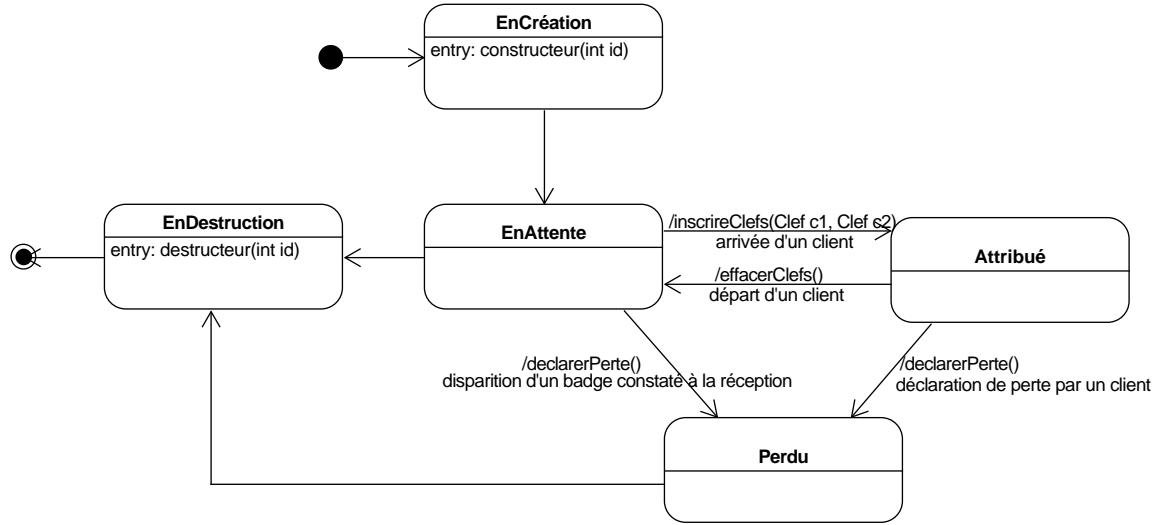 EnCréation
entry: constructeur(int id)
EnDestruction
entry: destructeur(int id)
EnAttente
/inscrireClefs(Clef c1, Clef c2)
arrivée d'un client
Attribué
/effacerClefs()
départ d'un client
/declarerPerte()
disparition d'un badge constaté à la réception
/declarerPerte()
déclaration de perte par un client
Perdu